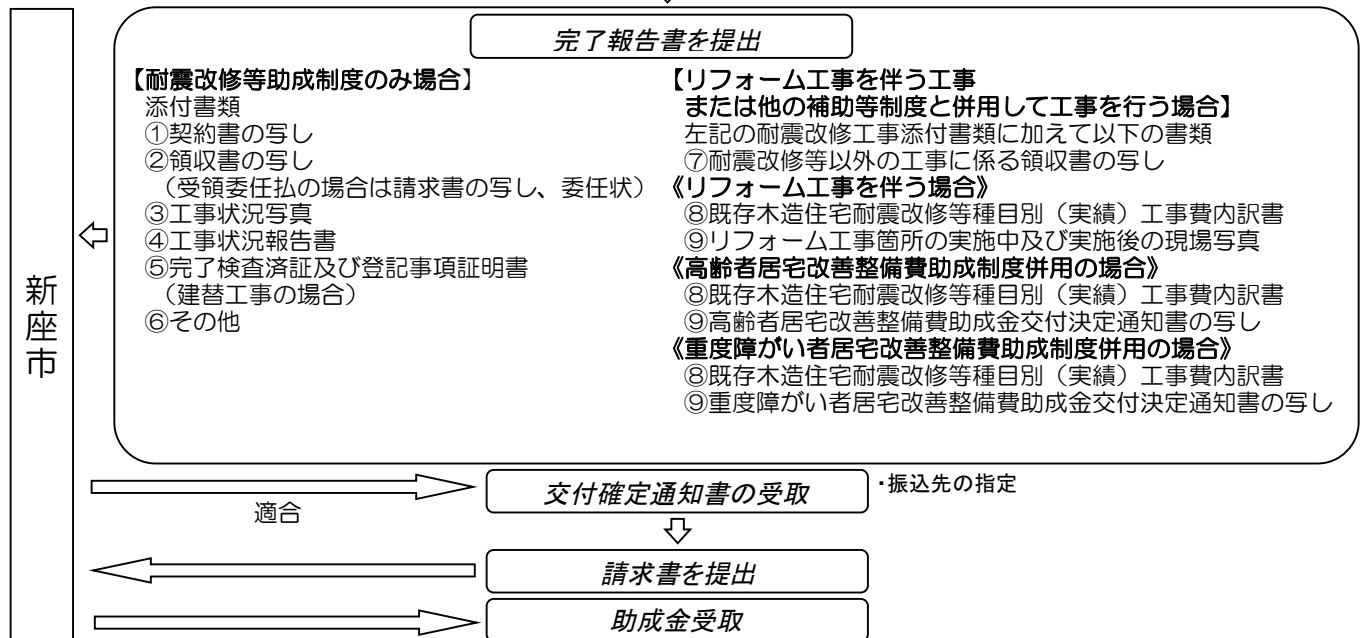 新座市
完了報告書を提出
【耐震改修等助成制度のみ場合】
添付書類
①契約書の写し
②領収書の写し
（受領委任払の場合は請求書の写し、委任状）
③工事状況写真
④工事状況報告書
⑤完了検査済証及び登記事項証明書
（建替工事の場合）
⑥その他
【リフォーム工事を伴う工事
または他の補助等制度と併用して工事を行う場合】
左記の耐震改修工事添付書類に加えて以下の書類
⑦耐震改修等以外の工事に係る領収書の写し
《リフォーム工事を伴う場合》
⑧既存木造住宅耐震改修等種目別（実績）工事費内訳書
⑨リフォーム工事箇所の実施中及び実施後の現場写真
《高齢者居宅改善整備費助成制度併用の場合》
⑧既存木造住宅耐震改修等種目別（実績）工事費内訳書
⑨高齢者居宅改善整備費助成金交付決定通知書の写し
《重度障がい者居宅改善整備費助成制度併用の場合》
⑧既存木造住宅耐震改修等種目別（実績）工事費内訳書
⑨重度障がい者居宅改善整備費助成金交付決定通知書の写し
適合
交付確定通知書の受取
・振込先の指定
請求書を提出
助成金受取